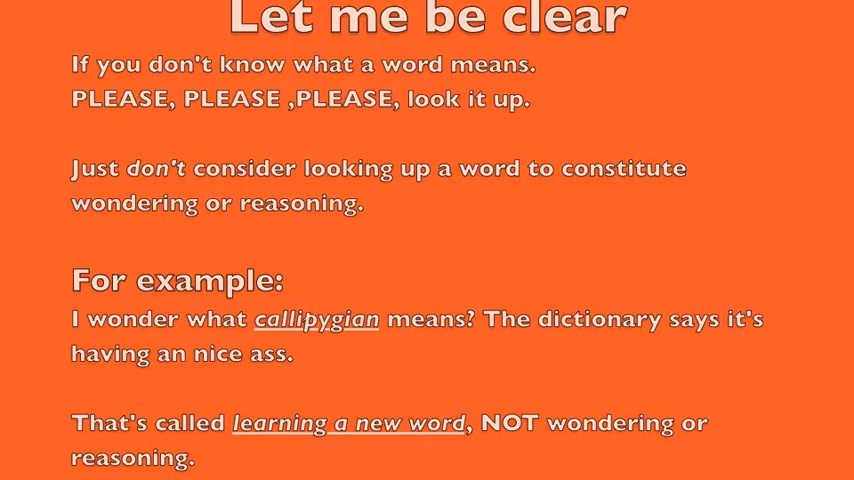 Let me be clear
If you don't know what a word means.
PLEASE, PLEASE ,PLEASE, look it up.
Just don't consider looking up a word to constitute
wondering or reasoning.
For example:
I wonder what callipygian means? The dictionary says it's
having an nice ass.
That's called learning a new word, NOT wondering or
reasoning.